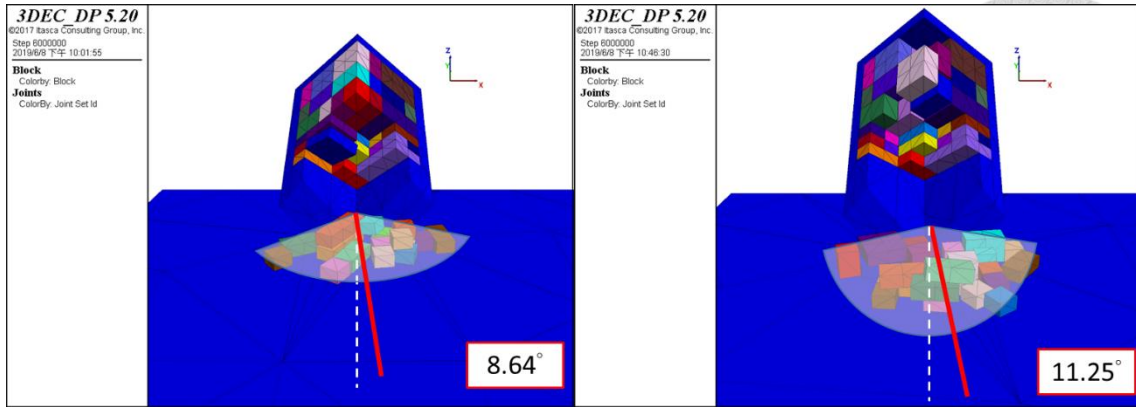 3DEC_DP 5.20
©2017 Itasca Consulting Group, Inc.
Step 6000000
2019/6/8 下午 10:01:55
Block
Colorby: Block
Joints
ColorBy: Joint Set Id
Z
Y
X
8.64°
3DEC_DP 5.20
©2017 Itasca Consulting Group, Inc.
Step 6000000
2019/6/8 下午 10:46:30
Block
Colorby: Block
Joints
ColorBy: Joint Set Id
Z
Y
X
11.25°